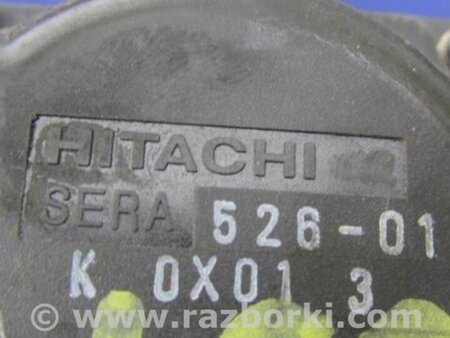 HITACHI
SERA 526-01
K 0X01 3
www.razborki.com